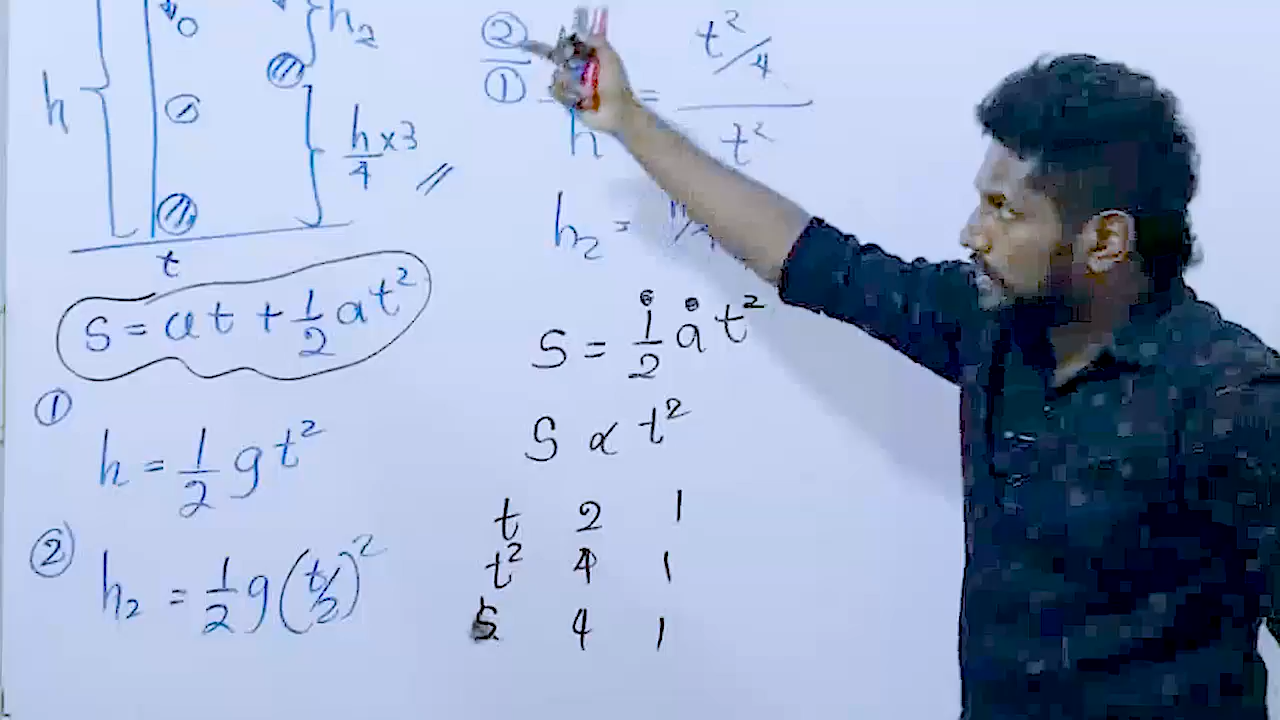 h
0
h₂
h/4 × 3
t
S = ut + 1/2 at²
①
h = 1/2 gt²
②
h₂ = 1/2 g(t/2)²
②/① h = t²/4 / t²
h₂ =
S = 1/2 at²
S ∝ t²
t 2 1
t² 4 1
S 4 1